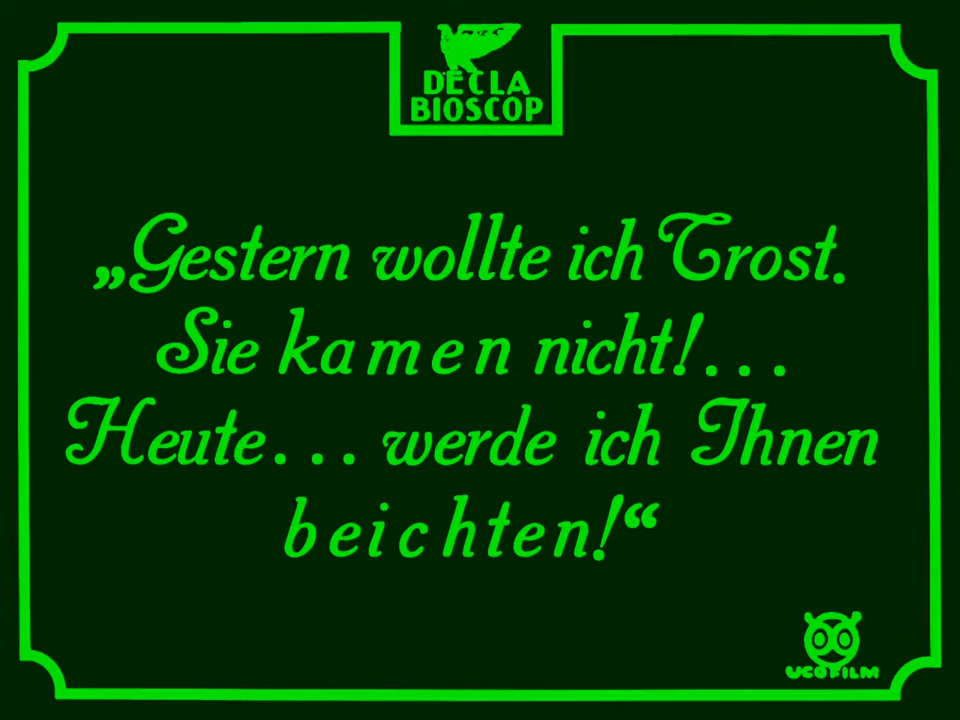 DECLA
BIOSCOP
„Gestern wollte ich Trost.
Sie kamen nicht!...
Heute... werde ich Ihnen
beichten!“
UCOFILM